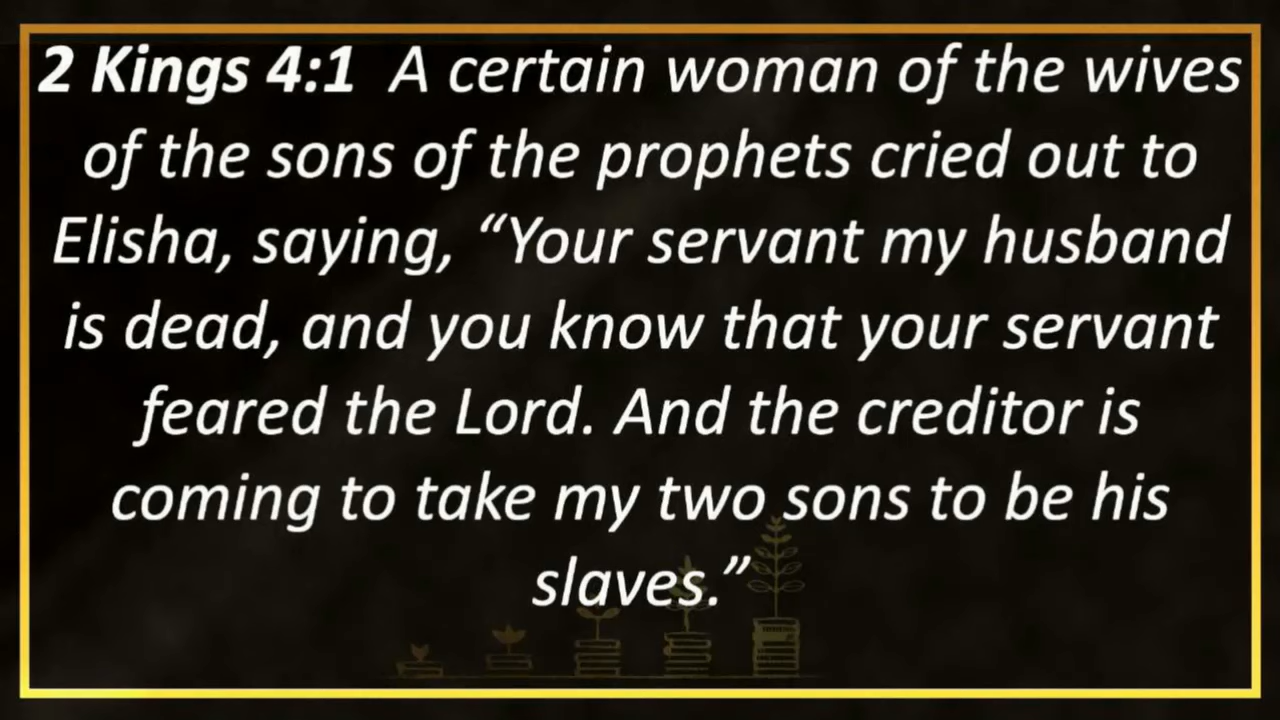 2 Kings 4:1 A certain woman of the wives
of the sons of the prophets cried out to
Elisha, saying, “Your servant my husband
is dead, and you know that your servant
feared the Lord. And the creditor is
coming to take my two sons to be his
slaves.”